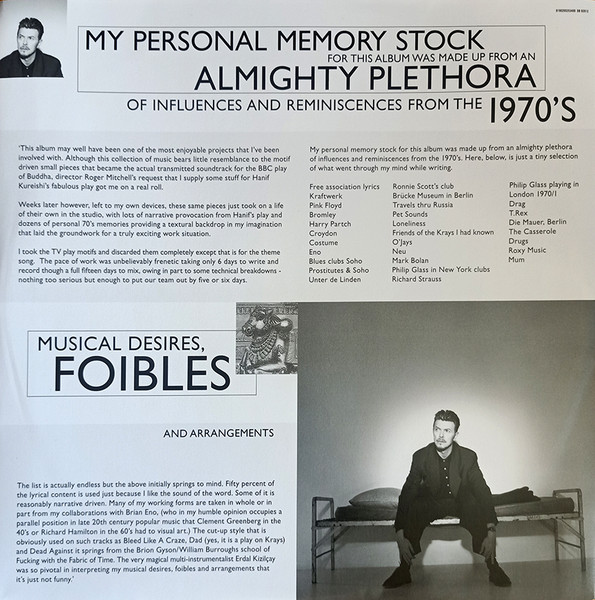 MY PERSONAL MEMORY STOCK
FOR THIS ALBUM WAS MADE UP FROM AN
ALMIGHTY PLETHORA
OF INFLUENCES AND REMINISCENCES FROM THE 1970'S
'This album may well have been one of the most enjoyable projects that I've been
involved with. Although this collection of music bears little resemblance to the motif
driven small pieces that became the actual transmitted soundtrack for the BBC play
of Buddha, director Roger Mitchell's request that I supply some stuff for Hanif
Kureishi's fabulous play got me on a real roll.
Weeks later however, left to my own devices, these same pieces just took on a life
of their own in the studio, with lots of narrative provocation from Hanif's play and
dozens of personal 70's memories providing a textural backdrop in my imagination
that laid the groundwork for a truly exciting work situation.
I took the TV play motifs and discarded them completely except that is for the theme
song. The pace of work was unbelievably frenetic taking only 6 days to write and
record though a full fifteen days to mix, owing in part to some technical breakdowns -
nothing too serious but enough to put our team out by five or six days.
My personal memory stock for this album was made up from an almighty plethora
of influences and reminiscences from the 1970's. Here, below, is just a tiny selection
of what went through my mind while writing.
Free association lyrics
Kraftwerk
Pink Floyd
Bromley
Harry Partch
Croydon
Costume
Eno
Blues clubs Soho
Prostitutes & Soho
Unter de Linden
Ronnie Scott's club
Brücke Museum in Berlin
Travels thru Russia
Pet Sounds
Loneliness
Friends of the Krays I had known
O'Jays
Neu
Mark Bolan
Philip Glass in New York clubs
Richard Strauss
Philip Glass playing in
London 1970/1
Drag
T.Rex
Die Mauer, Berlin
The Casserole
Drugs
Roxy Music
Mum
MUSICAL DESIRES,
FOIBLES
AND ARRANGEMENTS
The list is actually endless but the above initially springs to mind. Fifty percent of
the lyrical content is used just because I like the sound of the word. Some of it is
reasonably narrative driven. Many of my working forms are taken in whole or in
part from my collaborations with Brian Eno, (who in my humble opinion occupies a
parallel position in late 20th century popular music that Clement Greenberg in the
40's or Richard Hamilton in the 60's had to visual art.) The cut-up style that is
obviously used on such tracks as Bleed Like A Craze, Dad (yes, it is a play on Krays)
and Dead Against It springs from the Brion Gyson/William Burroughs school of
Fucking with the Fabric of Time. The very magical multi-instrumentalist Erdal Kizilçay
was so pivotal in interpreting my musical desires, foibles and arrangements that
it's just not funny.'